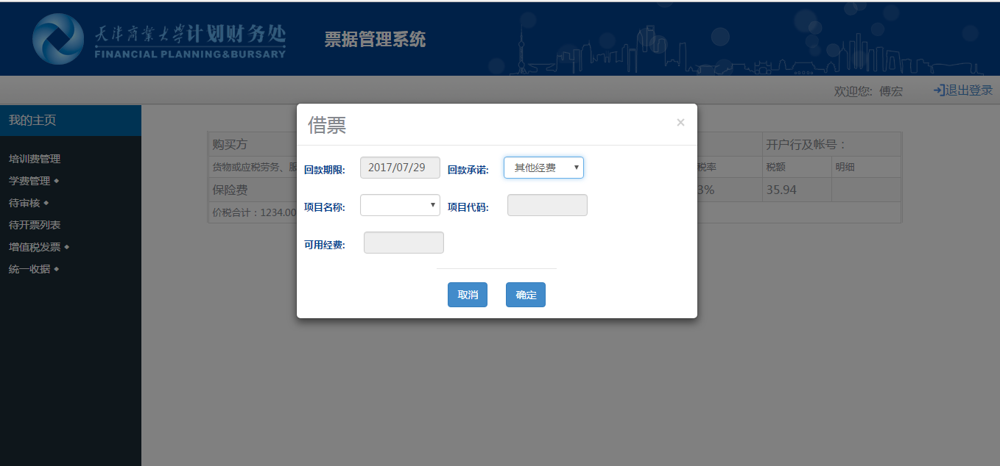 天津商业大学计划财务处
FINANCIAL PLANNING&BURSARY
票据管理系统
欢迎您: 傅宏 退出登录
我的主页
培训费管理
学费管理
待审核
待开票列表
增值税发票
统一收据
借票 ×
回款期限: 2017/07/29 回款承诺: 其他经费
项目名称: 项目代码:
可用经费:
取消 确定
购买方 开户行及帐号：
货物或应税劳务、服 税率 税额 明细
保险费 3% 35.94
价税合计：1234.00